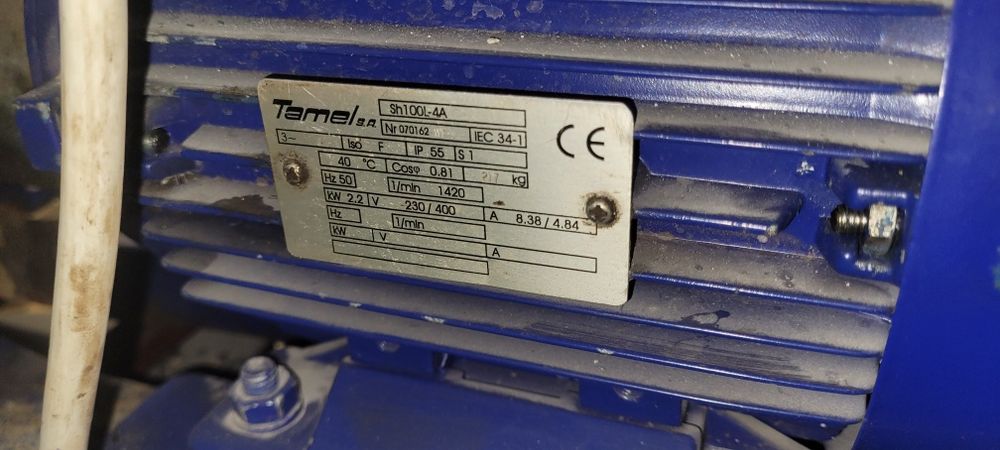 Tamel S.A. Sh100L-4A
Nr 070162 IEC 34-1
3~ Iso F IP 55 S1
40 °C Cosφ 0.81 kg
Hz 50 1/min 1420
kW 2.2 V 230 / 400 A 8.38 / 4.84
Hz 1/min
kW V A
CE